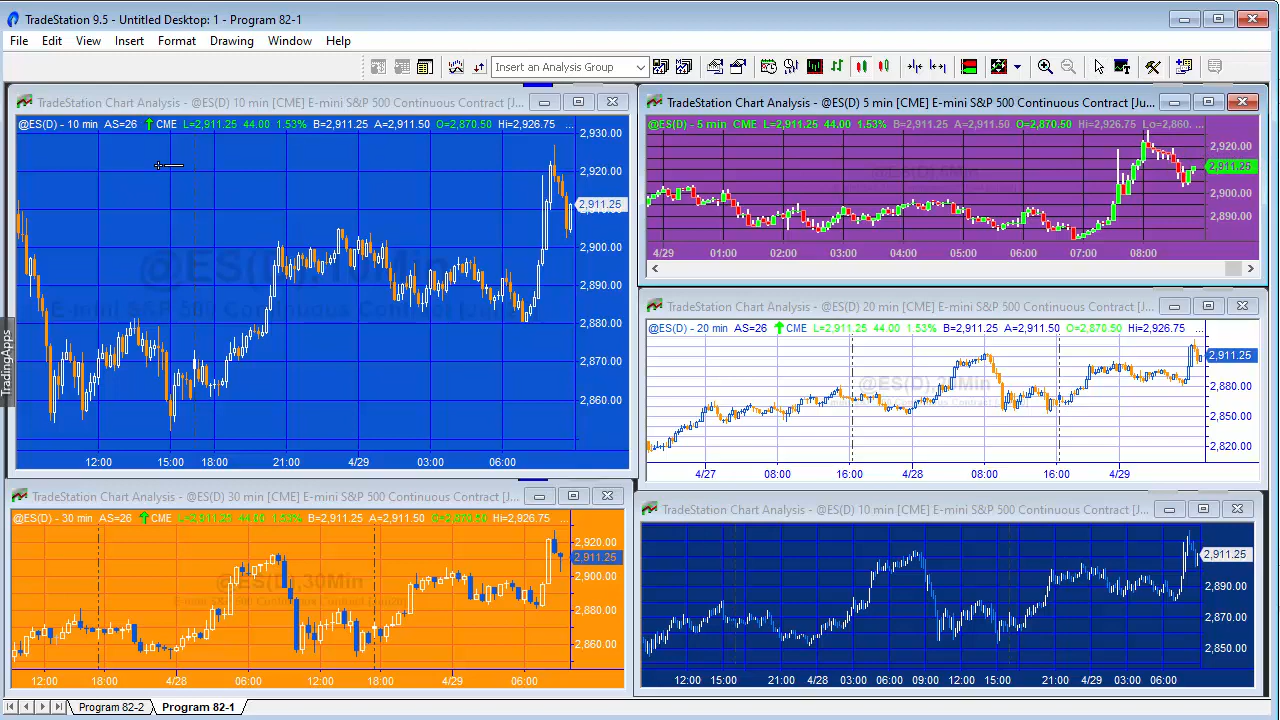 TradeStation 9.5 - Untitled Desktop: 1 - Program 82-1
File Edit View Insert Format Drawing Window Help
Insert an Analysis Group
TradeStation Chart Analysis - @ES(D) 10 min [CME] E-mini S&P 500 Continuous Contract [J...
@ES(D) - 10 min AS=26 CME L=2,911.25 44.00 1.53% B=2,911.25 A=2,911.50 O=2,870.50 Hi=2,926.75 ...
2,930.00
2,920.00
2,911.25
2,900.00
2,890.00
2,880.00
2,870.00
2,860.00
@ES(D),10Min
E-mini S&P 500 Continuous Contract [Jun20]
12:00 15:00 18:00 21:00 4/29 03:00 06:00
TradingApps
TradeStation Chart Analysis - @ES(D) 5 min [CME] E-mini S&P 500 Continuous Contract [Ju...
@ES(D) - 5 min CME L=2,911.25 44.00 1.53% B=2,911.25 A=2,911.50 O=2,870.50 Hi=2,926.75 Lo=2,860. ...
2,920.00
2,911.25
2,900.00
2,890.00
4/29 01:00 02:00 03:00 04:00 05:00 06:00 07:00 08:00
TradeStation Chart Analysis - @ES(D) 20 min [CME] E-mini S&P 500 Continuous Contract [J...
@ES(D) - 20 min AS=26 CME L=2,911.25 44.00 1.53% B=2,911.25 A=2,911.50 O=2,870.50 Hi=2,926.75 ...
2,911.25
2,880.00
2,850.00
2,820.00
4/27 08:00 16:00 4/28 08:00 16:00 4/29
TradeStation Chart Analysis - @ES(D) 30 min [CME] E-mini S&P 500 Continuous Contract [J...
@ES(D) - 30 min AS=26 CME L=2,911.25 44.00 1.53% B=2,911.25 A=2,911.50 O=2,870.50 Hi=2,926.75 ...
2,920.00
2,911.25
2,900.00
2,880.00
2,860.00
@ES(D),30Min
12:00 18:00 4/28 06:00 12:00 18:00 4/29 06:00
TradeStation Chart Analysis - @ES(D) 10 min [CME] E-mini S&P 500 Continuous Contract [J...
2,911.25
2,890.00
2,870.00
2,850.00
12:00 15:00 21:00 4/28 03:00 06:00 09:00 12:00 15:00 21:00 4/29 03:00 06:00
Program 82-2 Program 82-1